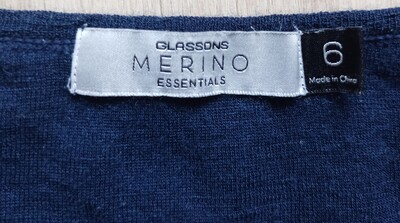 GLASSONS
MERINO
ESSENTIALS
6
Made in China